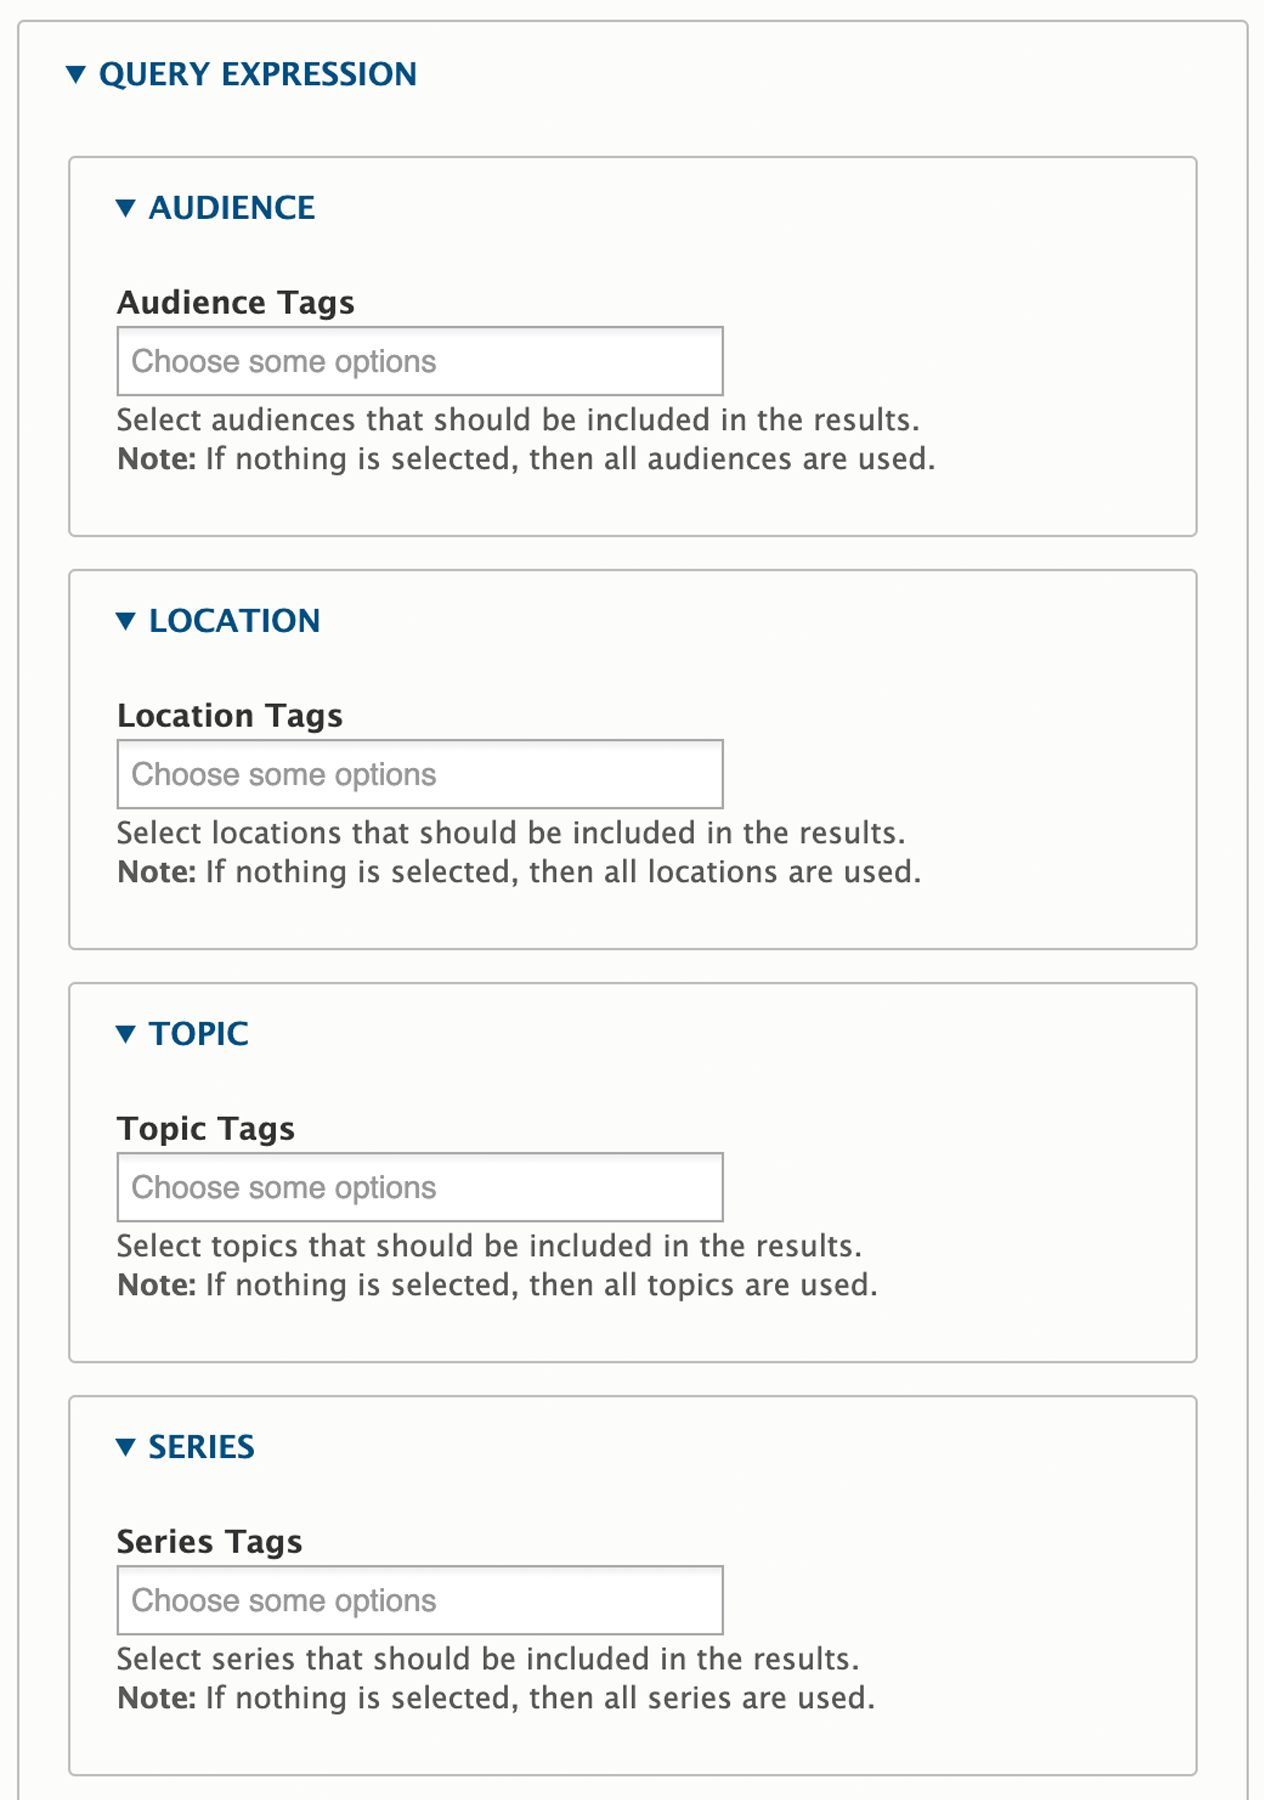 QUERY EXPRESSION
AUDIENCE
Audience Tags
Choose some options
Select audiences that should be included in the results.
Note: If nothing is selected, then all audiences are used.
LOCATION
Location Tags
Choose some options
Select locations that should be included in the results.
Note: If nothing is selected, then all locations are used.
TOPIC
Topic Tags
Choose some options
Select topics that should be included in the results.
Note: If nothing is selected, then all topics are used.
SERIES
Series Tags
Choose some options
Select series that should be included in the results.
Note: If nothing is selected, then all series are used.